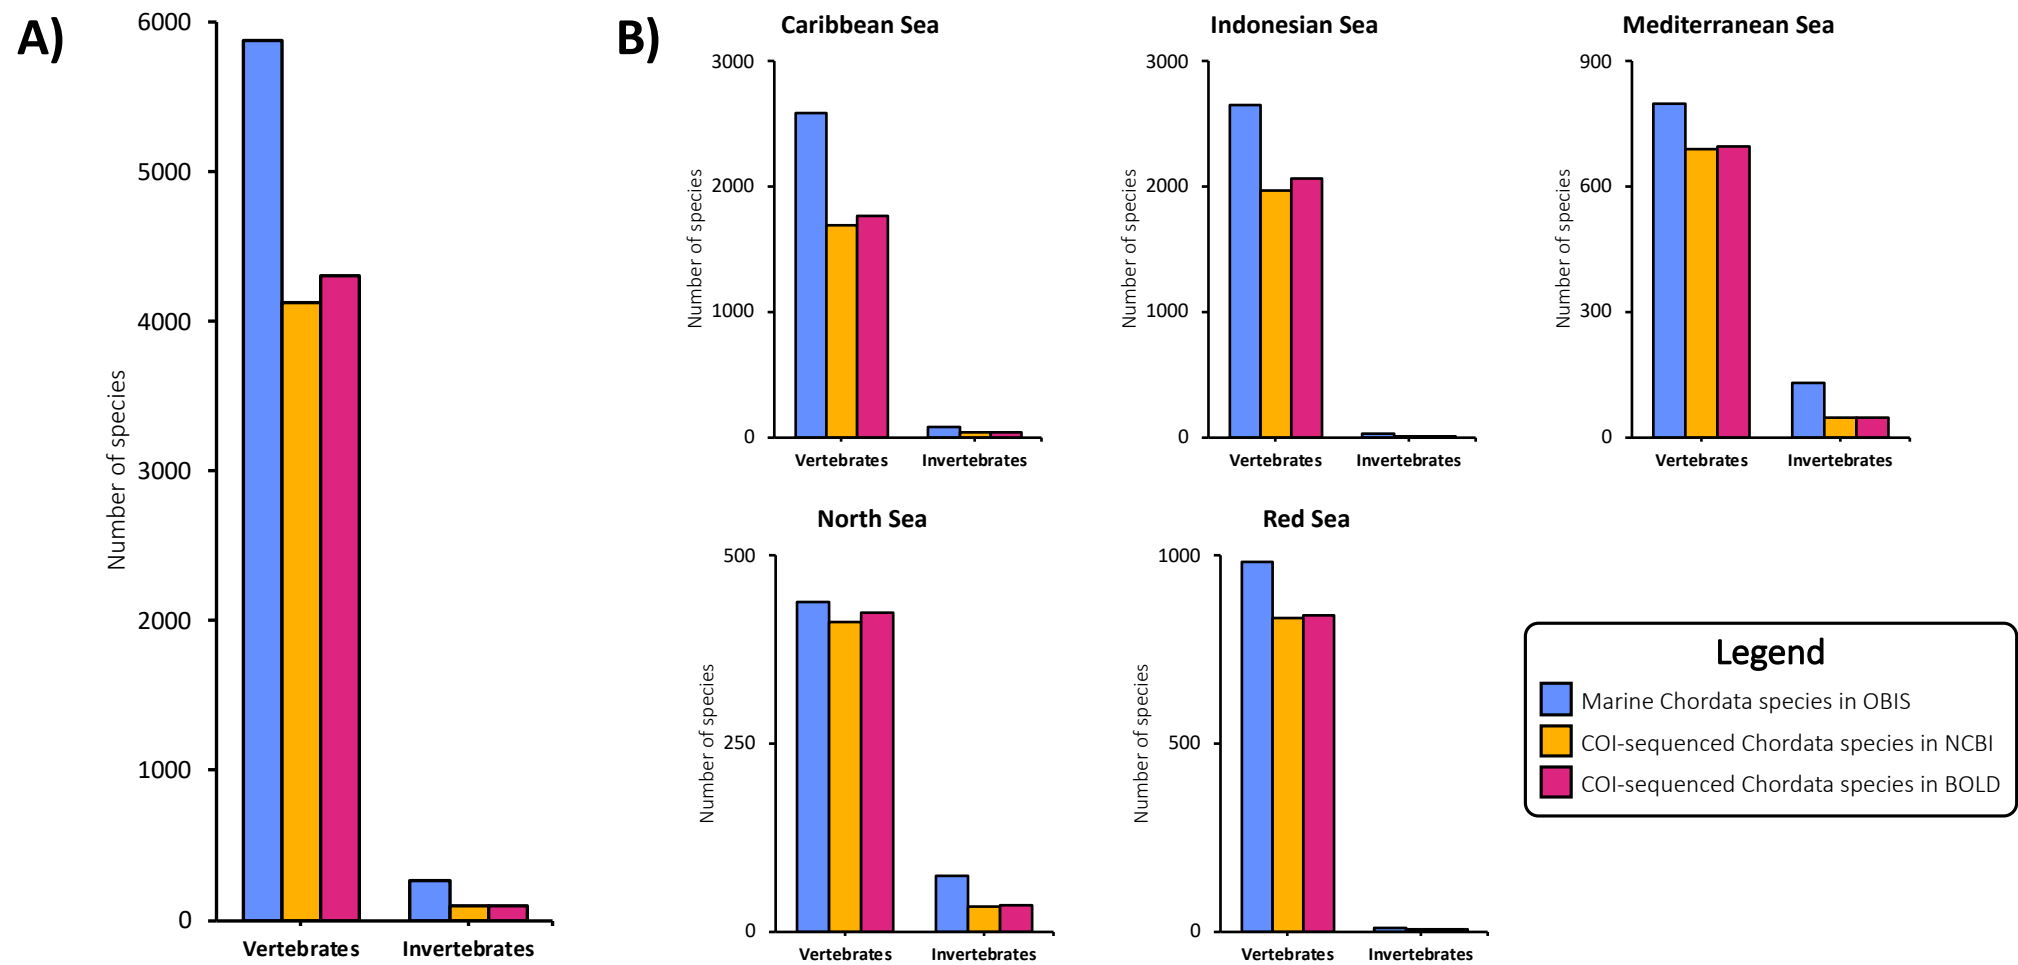 A)
6000
5000
4000
3000
2000
1000
0
Number of species
Vertebrates
Invertebrates
B)
Caribbean Sea
3000
2000
1000
0
Number of species
Vertebrates
Invertebrates
Indonesian Sea
3000
2000
1000
0
Number of species
Vertebrates
Invertebrates
Mediterranean Sea
900
600
300
0
Number of species
Vertebrates
Invertebrates
North Sea
500
250
0
Number of species
Vertebrates
Invertebrates
Red Sea
1000
500
0
Number of species
Vertebrates
Invertebrates
Legend
Marine Chordata species in OBIS
COI-sequenced Chordata species in NCBI
COI-sequenced Chordata species in BOLD